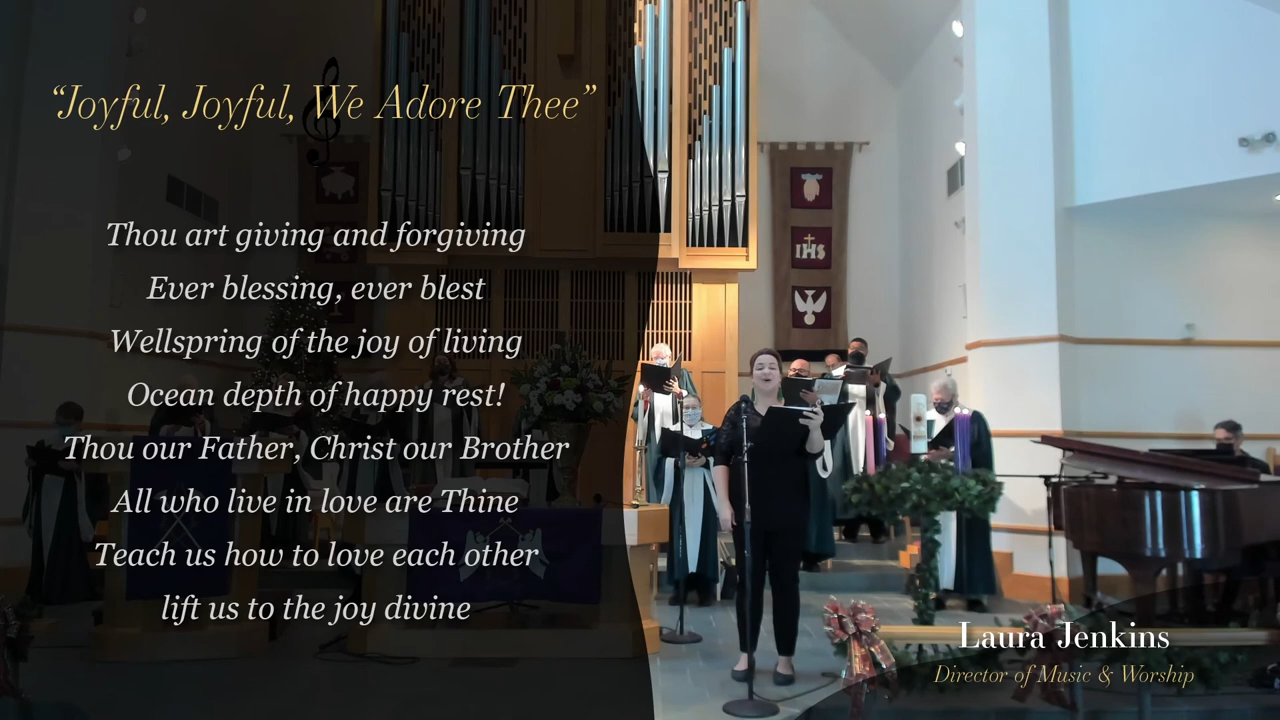 “Joyful, Joyful, We Adore Thee”
Thou art giving and forgiving
Ever blessing, ever blest
Wellspring of the joy of living
Ocean depth of happy rest!
Thou our Father, Christ our Brother
All who live in love are Thine
Teach us how to love each other
lift us to the joy divine
IHS
Laura Jenkins
Director of Music & Worship